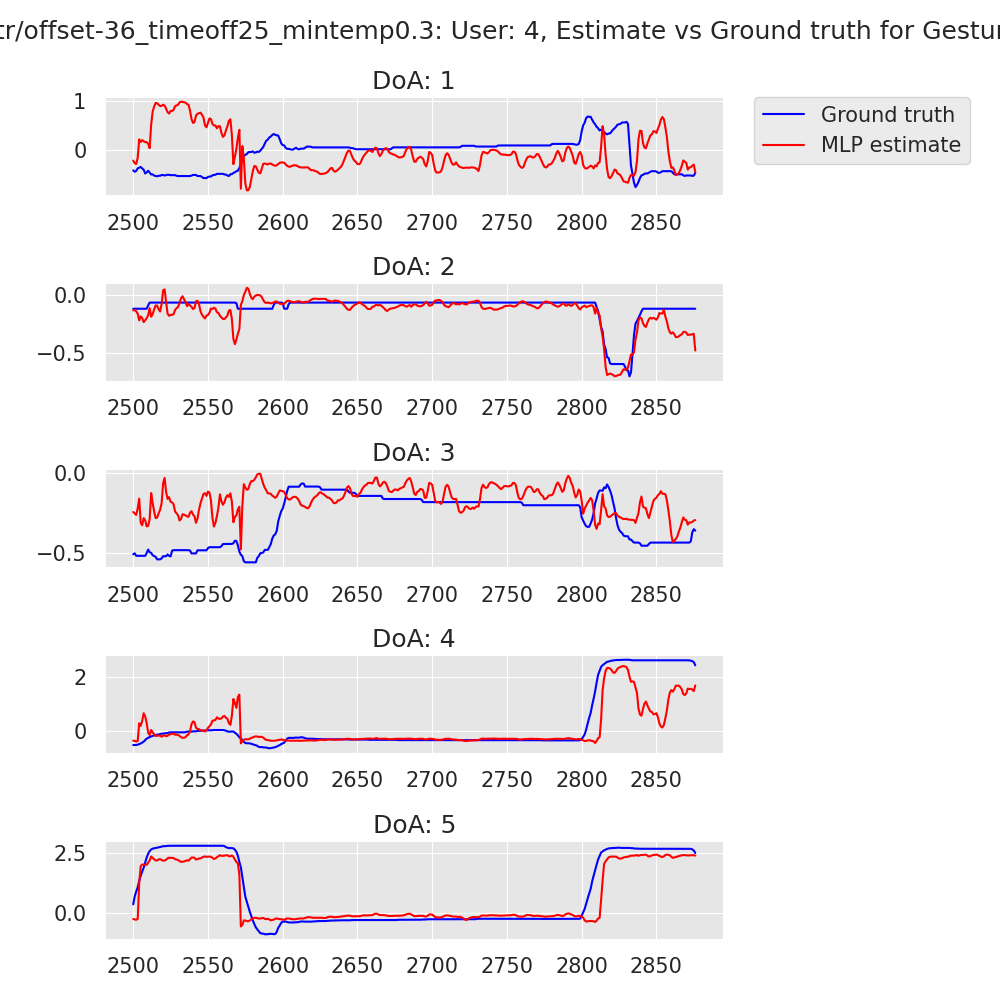 tr/offset-36_timeoff25_mintemp0.3: User: 4, Estimate vs Ground truth for Gestur
DoA: 1
Ground truth
MLP estimate
1
0
2500 2550 2600 2650 2700 2750 2800 2850
DoA: 2
0.0
−0.5
2500 2550 2600 2650 2700 2750 2800 2850
DoA: 3
0.0
−0.5
2500 2550 2600 2650 2700 2750 2800 2850
DoA: 4
2
0
2500 2550 2600 2650 2700 2750 2800 2850
DoA: 5
2.5
0.0
2500 2550 2600 2650 2700 2750 2800 2850